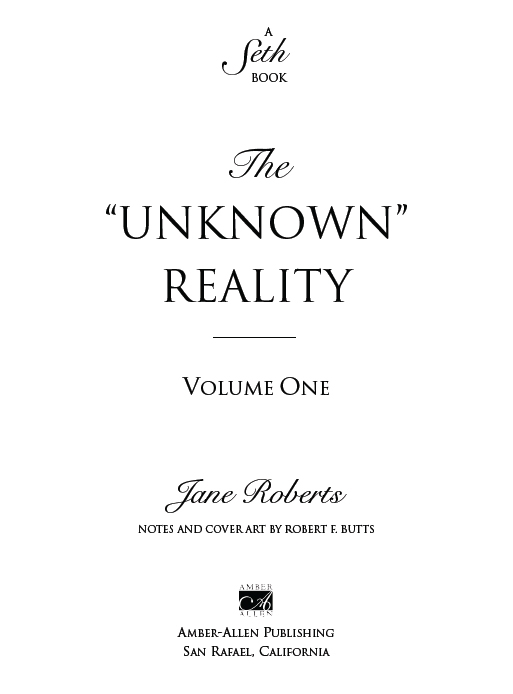 A
Seth
BOOK
The
“UNKNOWN”
REALITY
VOLUME ONE
Jane Roberts
NOTES AND COVER ART BY ROBERT F. BUTTS
AMBER
A
ALLEN
AMBER-ALLEN PUBLISHING
SAN RAFAEL, CALIFORNIA